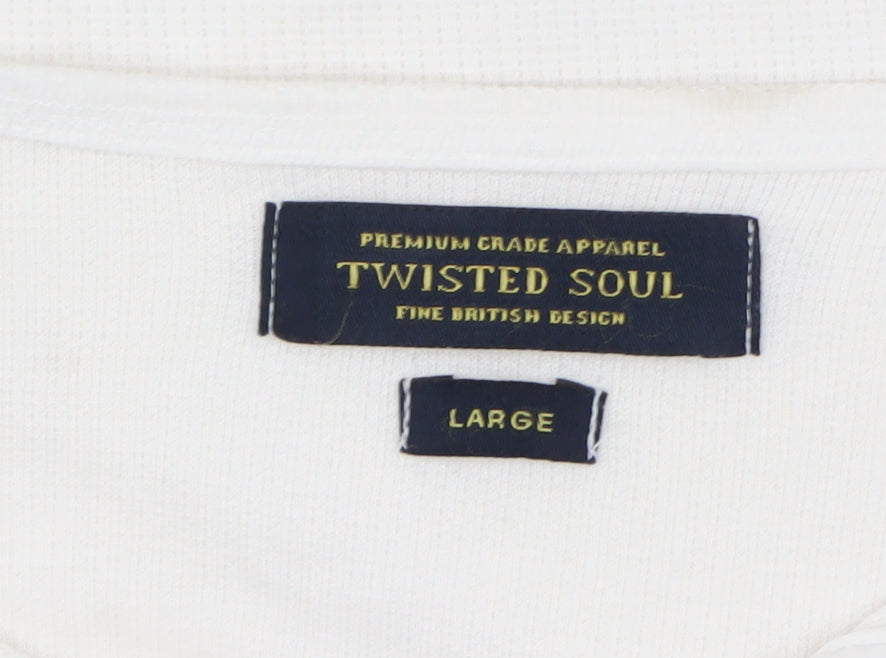 PREMIUM GRADE APPAREL
TWISTED SOUL
FINE BRITISH DESIGN
LARGE